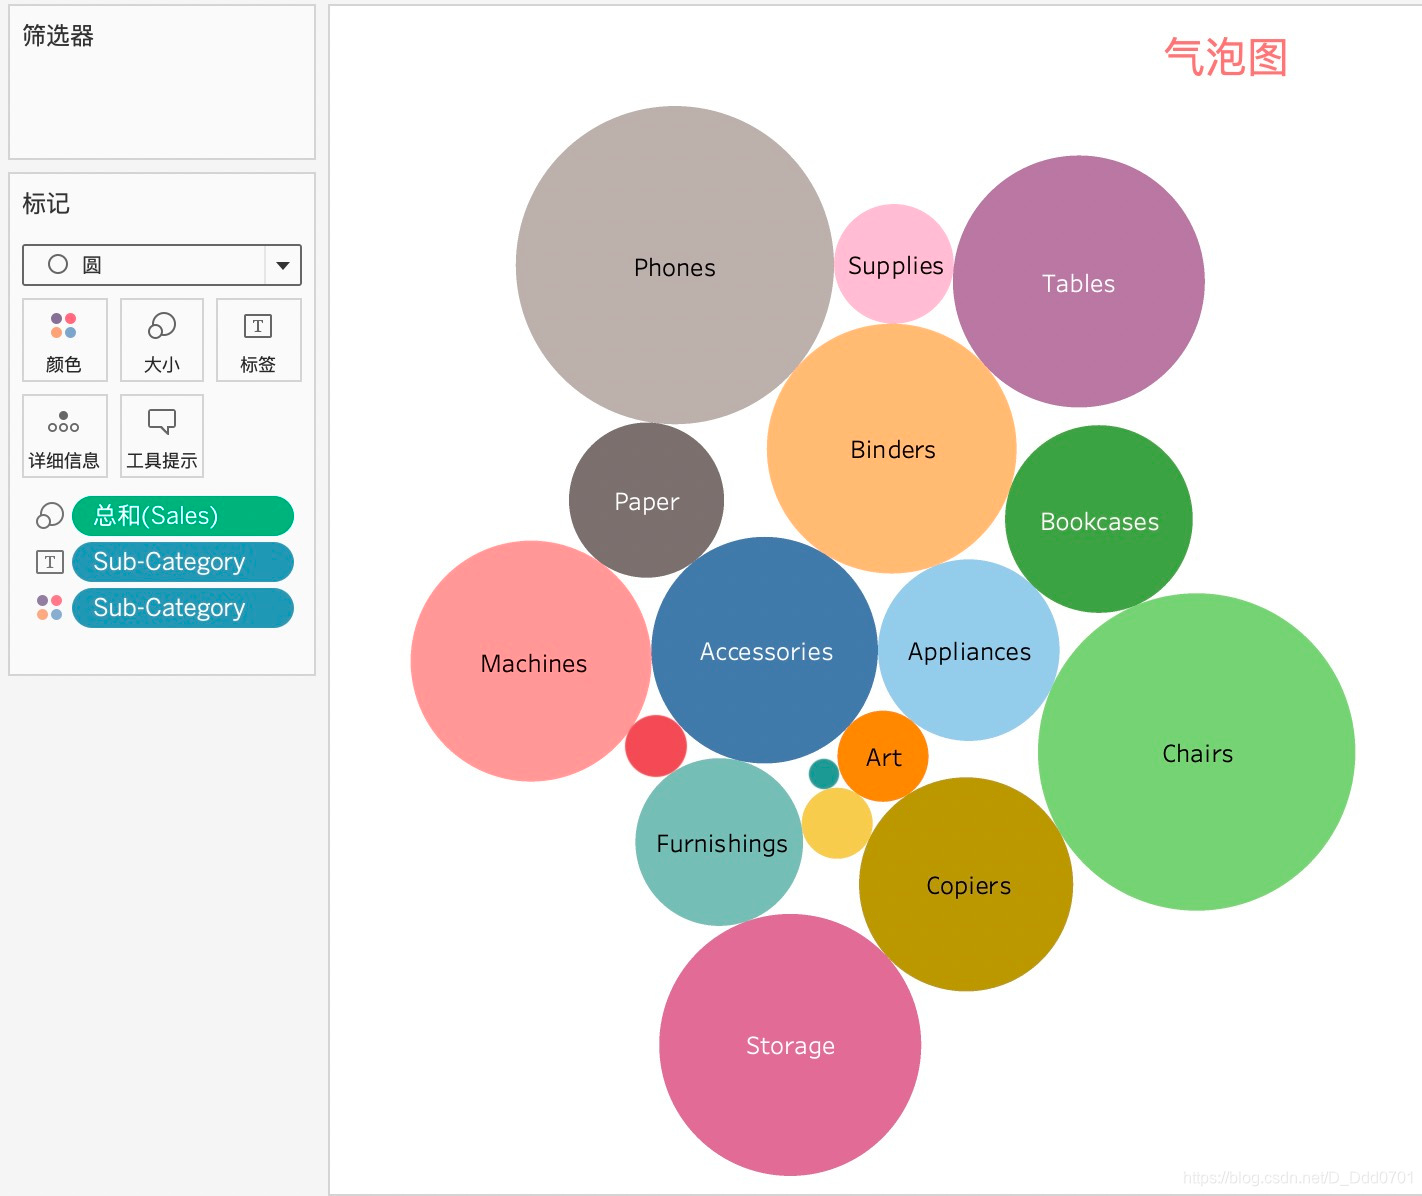 筛选器
标记
圆
颜色
大小
T
标签
详细信息
工具提示
总和(Sales)
T
Sub-Category
Sub-Category
气泡图
Phones
Supplies
Tables
Binders
Paper
Bookcases
Machines
Accessories
Appliances
Chairs
Art
Furnishings
Copiers
Storage
https://blog.csdn.net/D_Ddd0701